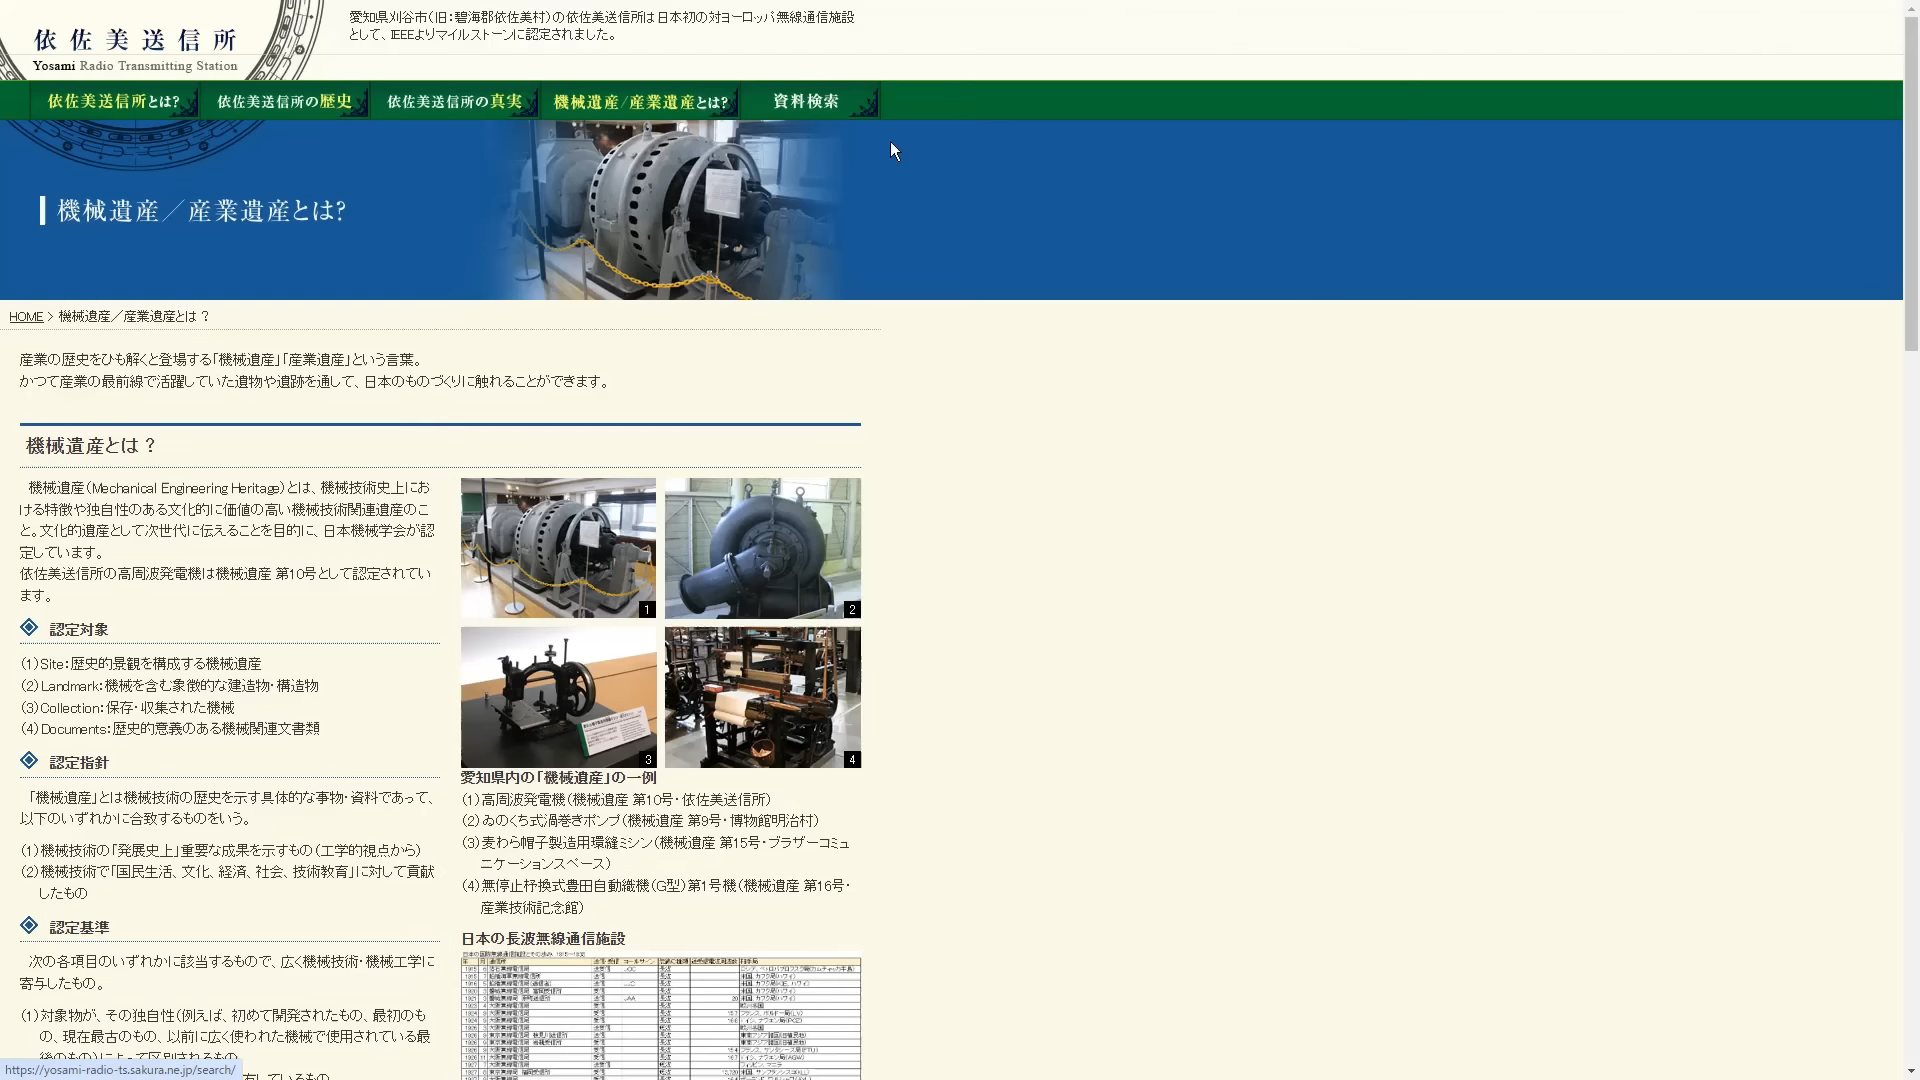 依佐美送信所
Yosami Radio Transmitting Station
愛知県刈谷市(旧:碧海郡依佐美村)の依佐美送信所は日本初の対ヨーロッパ無線通信施設
として、IEEEよりマイルストーンに認定されました。
依佐美送信所とは?
依佐美送信所の歴史
依佐美送信所の真実
機械遺産/産業遺産とは?
資料検索
機械遺産／産業遺産とは?
HOME > 機械遺産／産業遺産とは？
産業の歴史をひも解くと登場する「機械遺産」「産業遺産」という言葉。
かつて産業の最前線で活躍していた遺物や遺跡を通して、日本のものづくりに触れることができます。
機械遺産とは？
機械遺産(Mechanical Engineering Heritage)とは、機械技術史上にお
ける特徴や独自性のある文化的に価値の高い機械技術関連遺産のこ
と。文化的遺産として次世代に伝えることを目的に、日本機械学会が認
定しています。
依佐美送信所の高周波発電機は機械遺産 第10号として認定されてい
ます。
認定対象
(1)Site:歴史的景観を構成する機械遺産
(2)Landmark:機械を含む象徴的な建造物・構造物
(3)Collection:保存・収集された機械
(4)Documents:歴史的意義のある機械関連文書類
認定指針
「機械遺産」とは機械技術の歴史を示す具体的な事物・資料であって、
以下のいずれかに合致するものをいう。
(1)機械技術の「発展史上」重要な成果を示すもの(工学的視点から)
(2)機械技術で「国民生活、文化、経済、社会、技術教育」に対して貢献
したもの
認定基準
次の各項目のいずれかに該当するもので、広く機械技術・機械工学に
寄与したもの。
(1)対象物が、その独自性(例えば、初めて開発されたもの、最初のも
の、現在最古のもの、以前に広く使われた機械で使用されている最
後のもの)によって区別されるもの
有しているもの
1
2
3
4
愛知県内の「機械遺産」の一例
(1)高周波発電機(機械遺産 第10号・依佐美送信所)
(2)ゐのくち式渦巻きポンプ(機械遺産 第9号・博物館明治村)
(3)麦わら帽子製造用環縫ミシン(機械遺産 第15号・ブラザーコミュ
ニケーションスペース)
(4)無停止杼換式豊田自動織機(G型)第1号機(機械遺産 第16号・
産業技術記念館)
日本の長波無線通信施設
https://yosami-radio-ts.sakura.ne.jp/search/